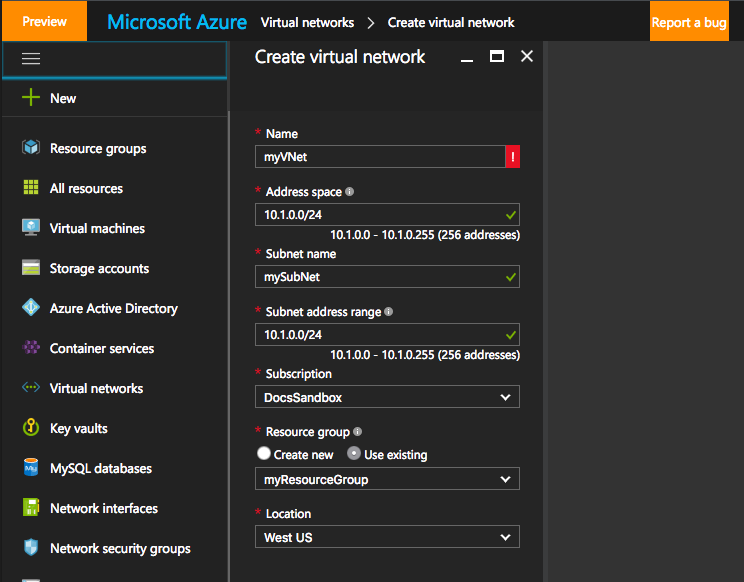 Preview
Microsoft Azure Virtual networks > Create virtual network
Report a bug
New
Resource groups
All resources
Virtual machines
Storage accounts
Azure Active Directory
Container services
Virtual networks
Key vaults
MySQL databases
Network interfaces
Network security groups
Create virtual network
* Name
myVNet
!
* Address space
10.1.0.0/24
10.1.0.0 - 10.1.0.255 (256 addresses)
* Subnet name
mySubNet
* Subnet address range
10.1.0.0/24
10.1.0.0 - 10.1.0.255 (256 addresses)
* Subscription
DocsSandbox
* Resource group
Create new Use existing
myResourceGroup
* Location
West US